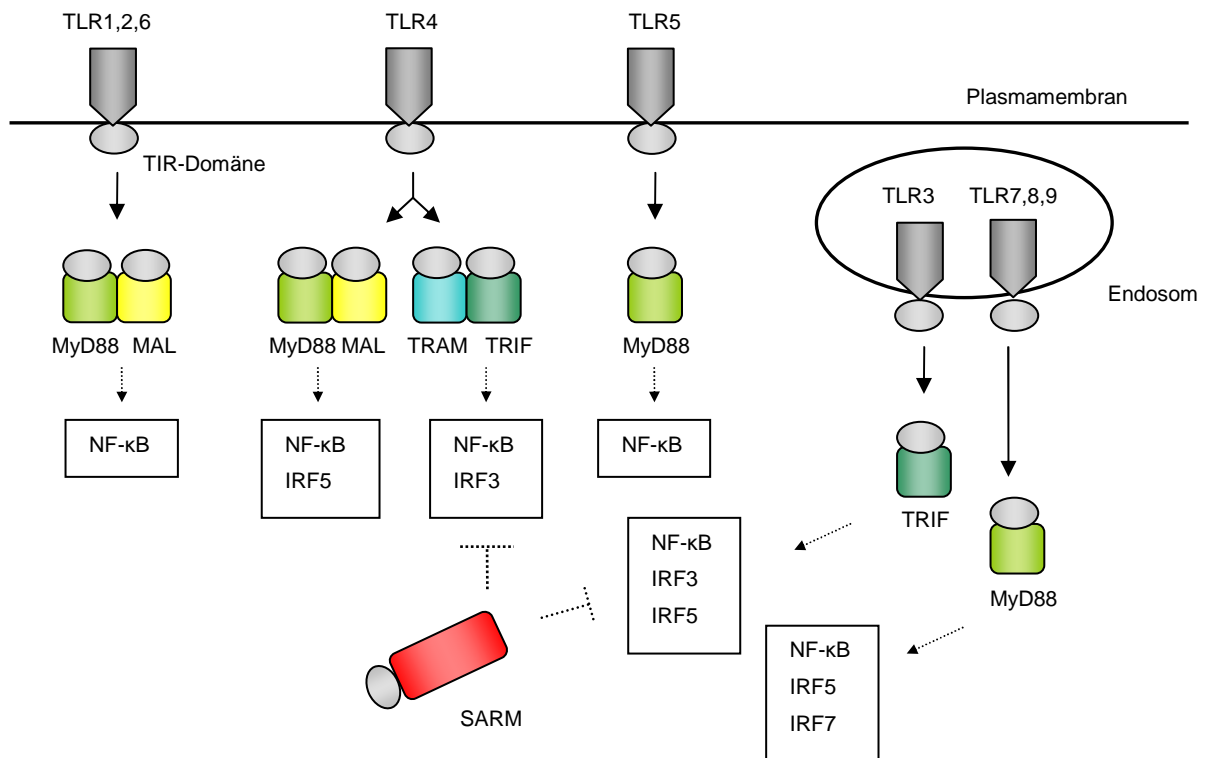 TLR1,2,6
TLR4
TLR5
Plasmamembran
TIR-Domäne
TLR3
TLR7,8,9
Endosom
MyD88
MAL
MyD88
MAL
TRAM
TRIF
MyD88
NF-κB
NF-κB
IRF5
NF-κB
IRF3
NF-κB
TRIF
NF-κB
IRF3
IRF5
MyD88
NF-κB
IRF5
IRF7
SARM